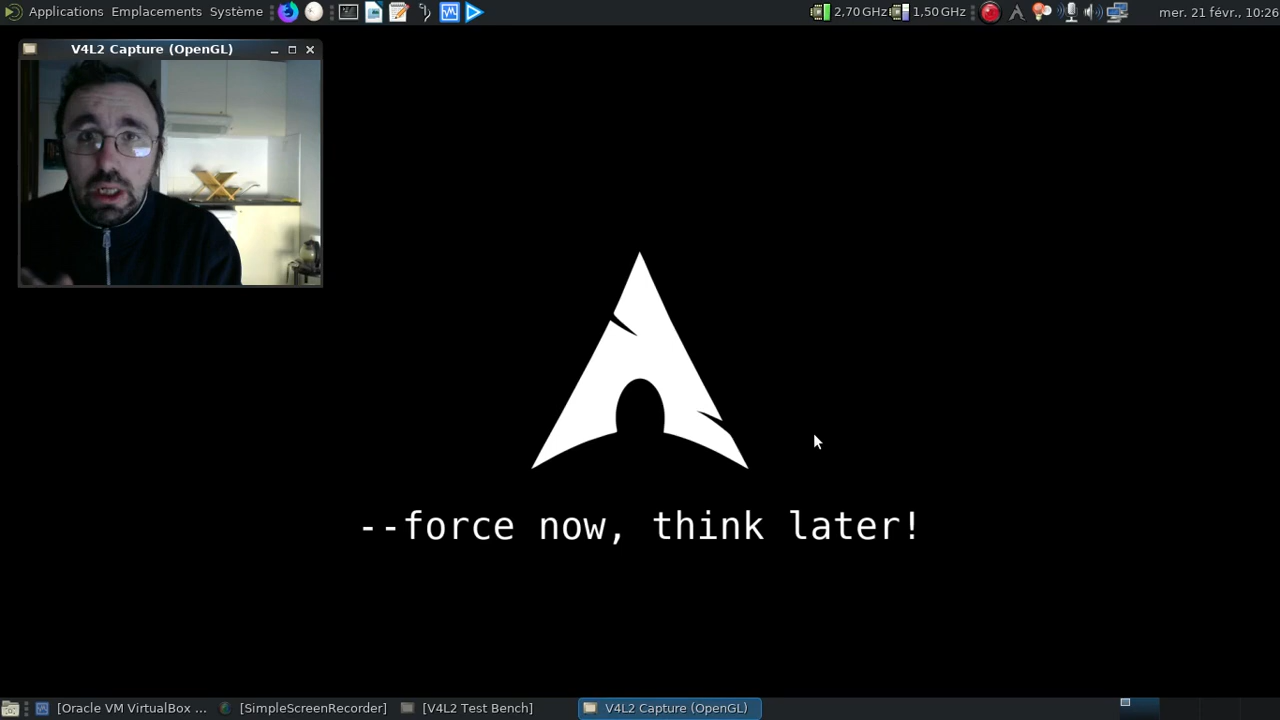 Applications Emplacements Système 2,70 GHz 1,50 GHz mer. 21 févr., 10:26
V4L2 Capture (OpenGL)
--force now, think later!
[Oracle VM VirtualBox ... [SimpleScreenRecorder] [V4L2 Test Bench] V4L2 Capture (OpenGL)